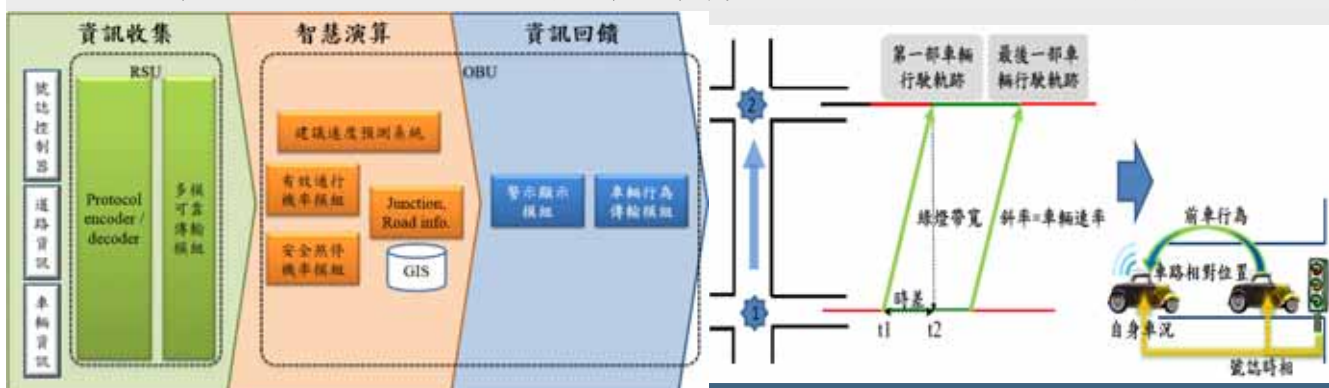 資訊收集
智慧演算
資訊回饋
RSU
OBU
號誌控制器
道路資訊
車輛資訊
Protocol
encoder /
decoder
多模可靠傳輸模組
建議速度預測系統
有效通行
機率模組
安全煞停
機率模組
Junction,
Road info.
GIS
警示顯示
模組
車輛行為
傳輸模組
2
1
第一部車輛
行駛軌跡
最後一部車
輛行駛軌跡
綠燈帶寬
斜率=車輛速率
時差
t1
t2
前車行為
車路相對位置
自身車況
號誌時相